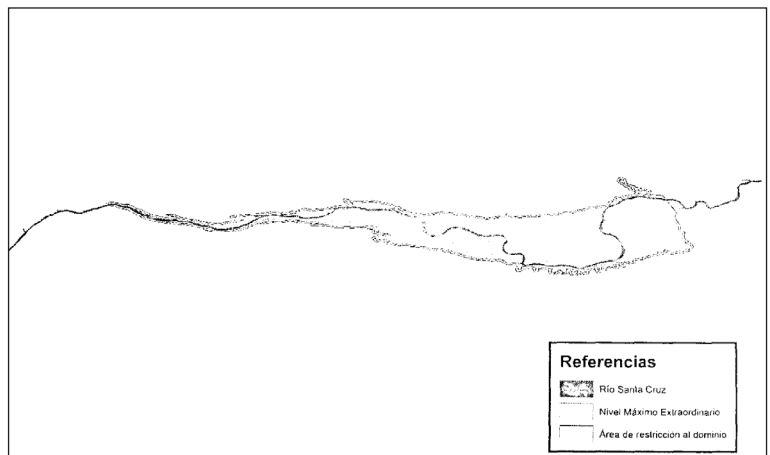 Referencias
Río Santa Cruz
Nivel Máximo Extraordinario
Área de restricción al dominio